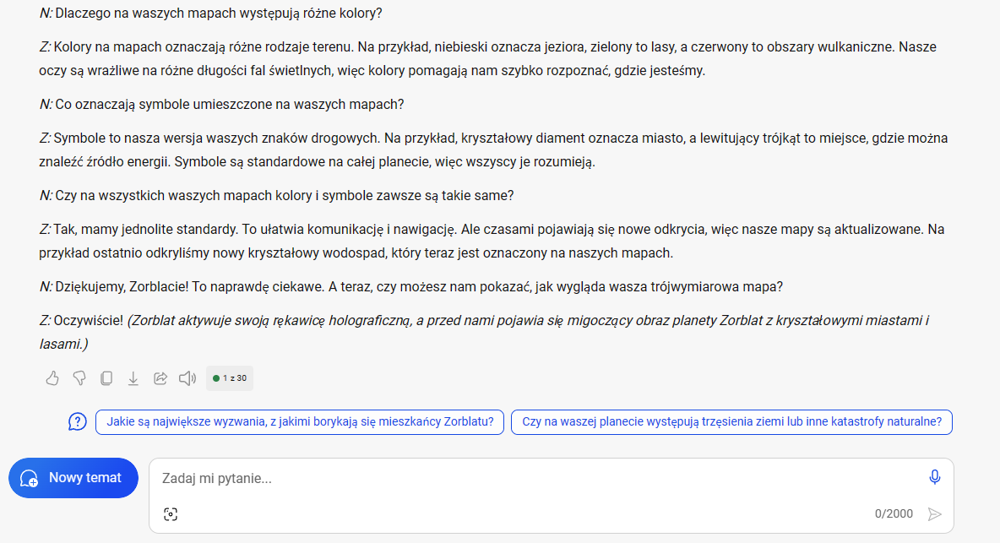 N: Dlaczego na waszych mapach występują różne kolory?
Z: Kolory na mapach oznaczają różne rodzaje terenu. Na przykład, niebieski oznacza jeziora, zielony to lasy, a czerwony to obszary wulkaniczne. Nasze
oczy są wrażliwe na różne długości fal świetlnych, więc kolory pomagają nam szybko rozpoznać, gdzie jesteśmy.
N: Co oznaczają symbole umieszczone na waszych mapach?
Z: Symbole to nasza wersja waszych znaków drogowych. Na przykład, kryształowy diament oznacza miasto, a lewitujący trójkąt to miejsce, gdzie można
znaleźć źródło energii. Symbole są standardowe na całej planecie, więc wszyscy je rozumieją.
N: Czy na wszystkich waszych mapach kolory i symbole zawsze są takie same?
Z: Tak, mamy jednolite standardy. To ułatwia komunikację i nawigację. Ale czasami pojawiają się nowe odkrycia, więc nasze mapy są aktualizowane. Na
przykład ostatnio odkryliśmy nowy kryształowy wodospad, który teraz jest oznaczony na naszych mapach.
N: Dziękujemy, Zorblacie! To naprawdę ciekawe. A teraz, czy możesz nam pokazać, jak wygląda wasza trójwymiarowa mapa?
Z: Oczywiście! (Zorblat aktywuje swoją rękawicę holograficzną, a przed nami pojawia się migoczący obraz planety Zorblat z kryształowymi miastami i
lasami.)
1 z 30
Jakie są największe wyzwania, z jakimi borykają się mieszkańcy Zorblatu? Czy na waszej planecie występują trzęsienia ziemi lub inne katastrofy naturalne?
Nowy temat
Zadaj mi pytanie...
0/2000